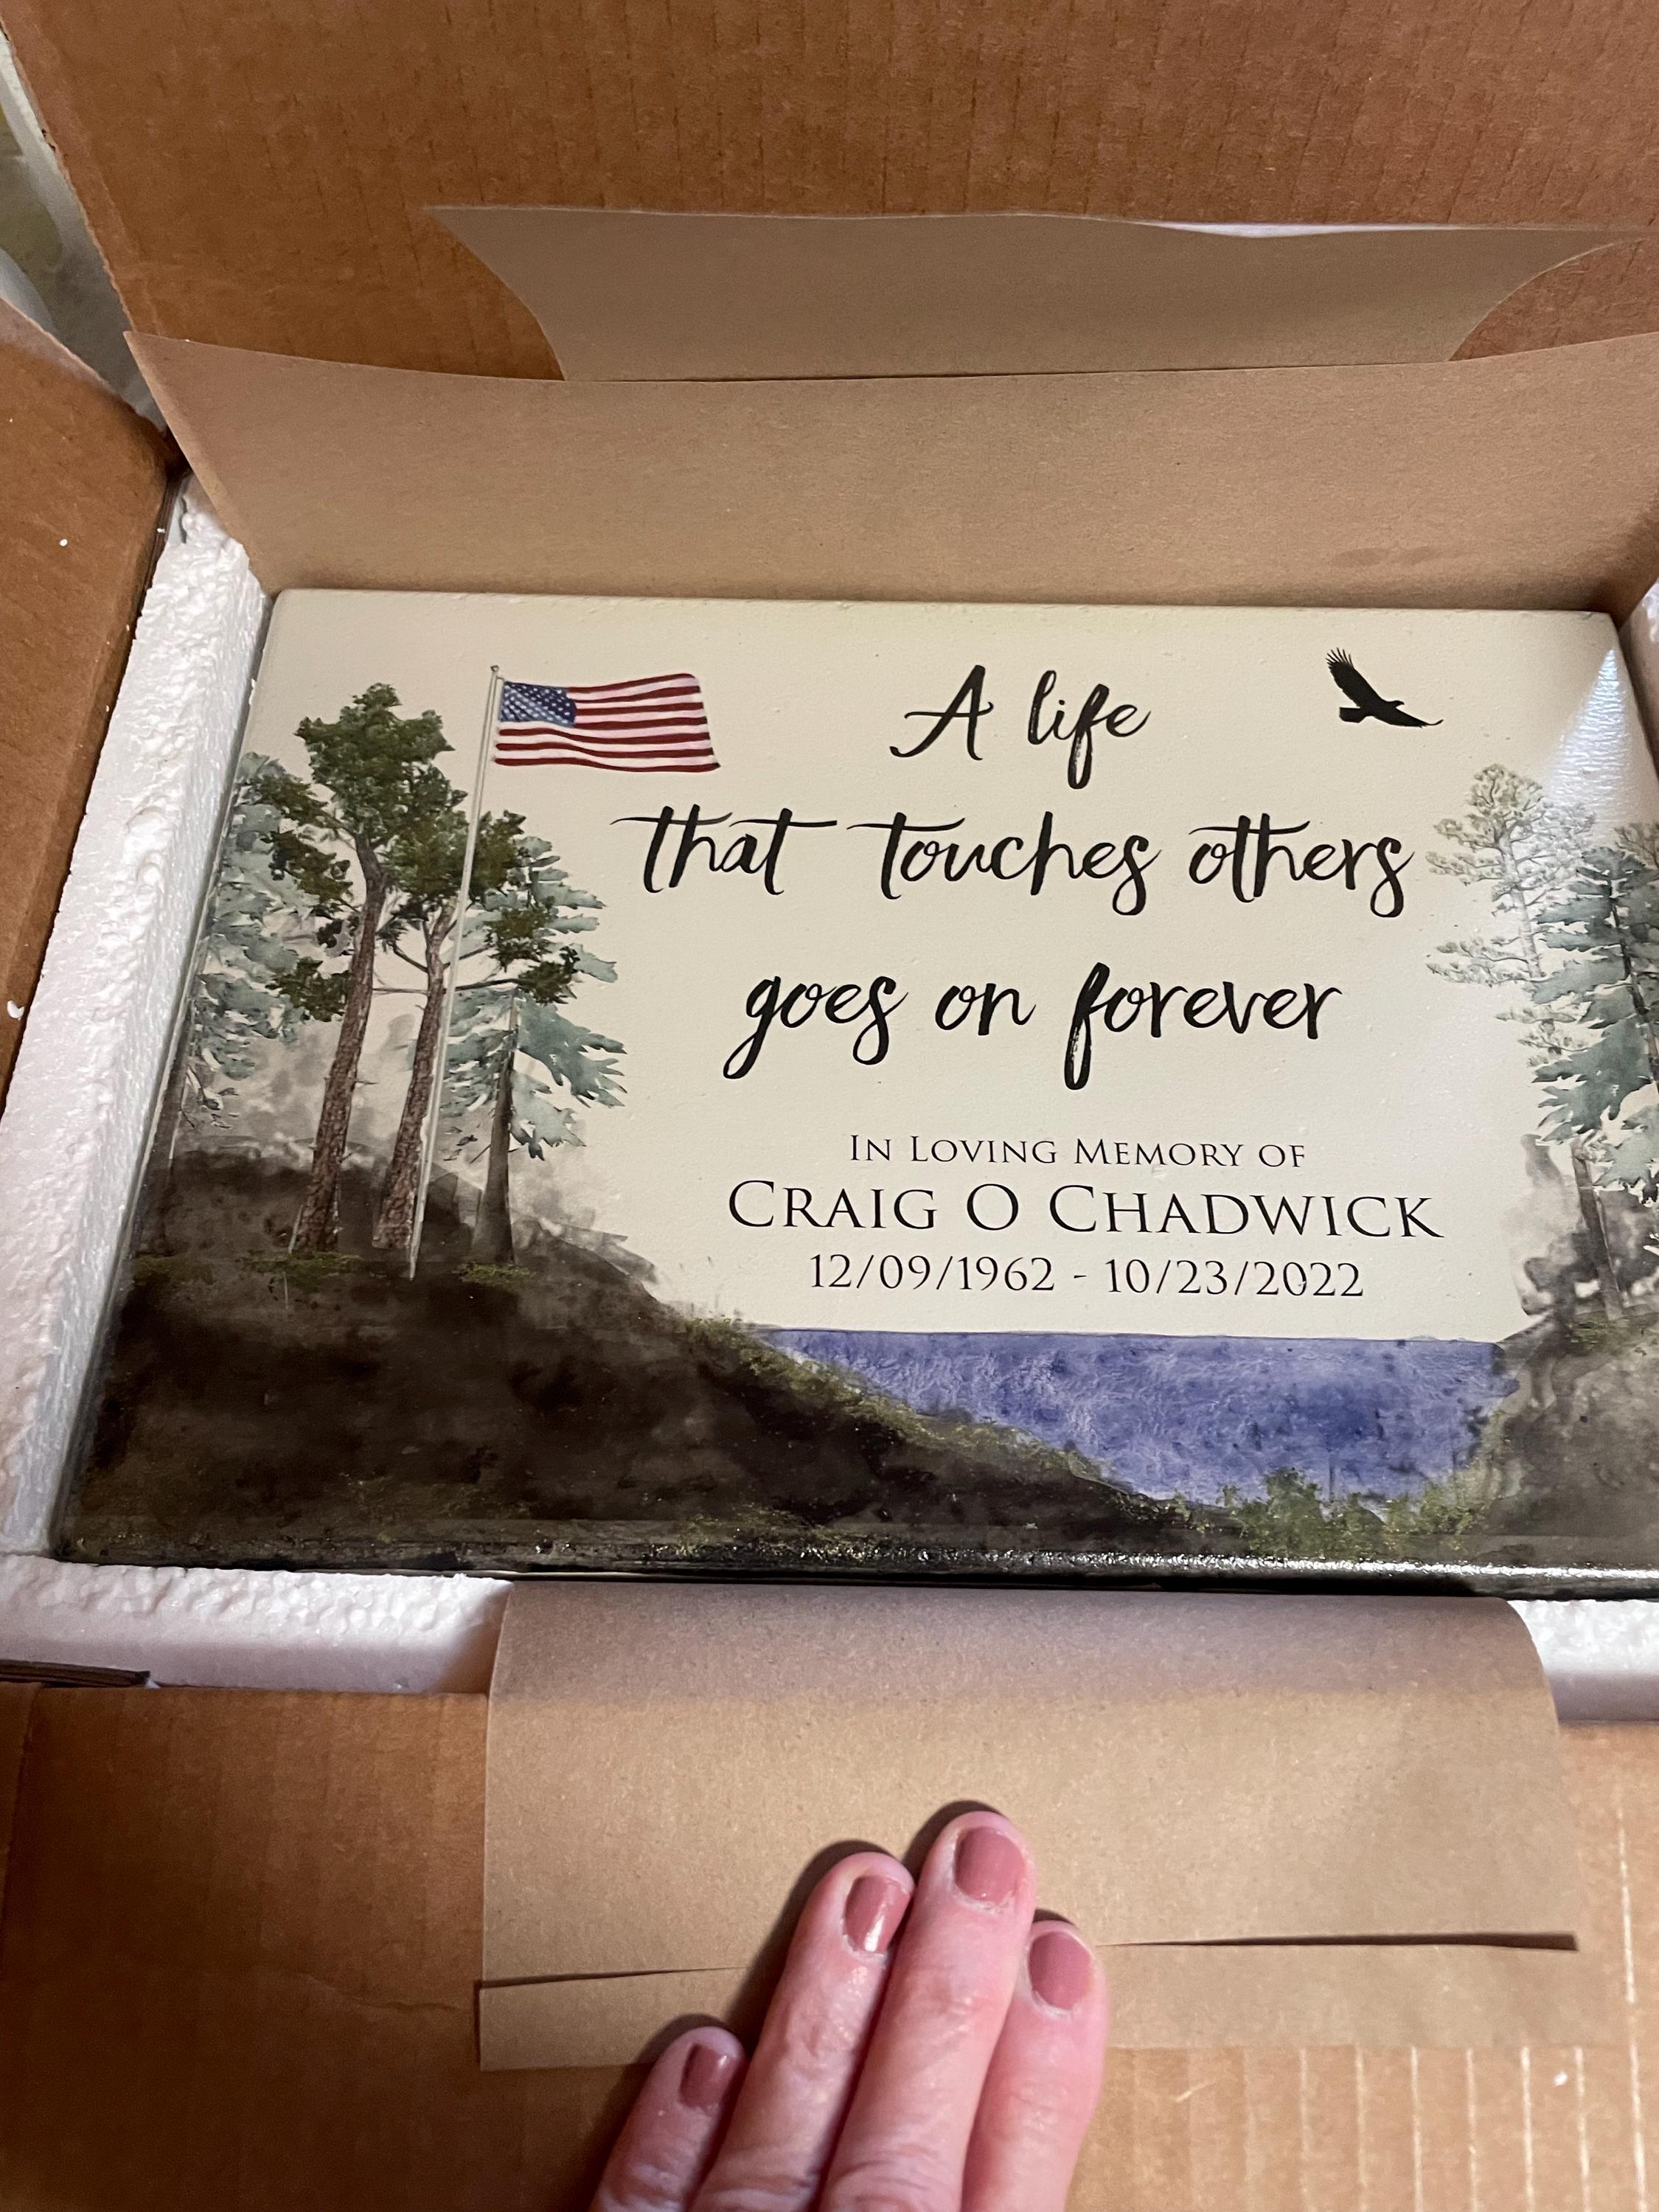 A life
that touches others
goes on forever
IN LOVING MEMORY OF
CRAIG O CHADWICK
12/09/1962 - 10/23/2022